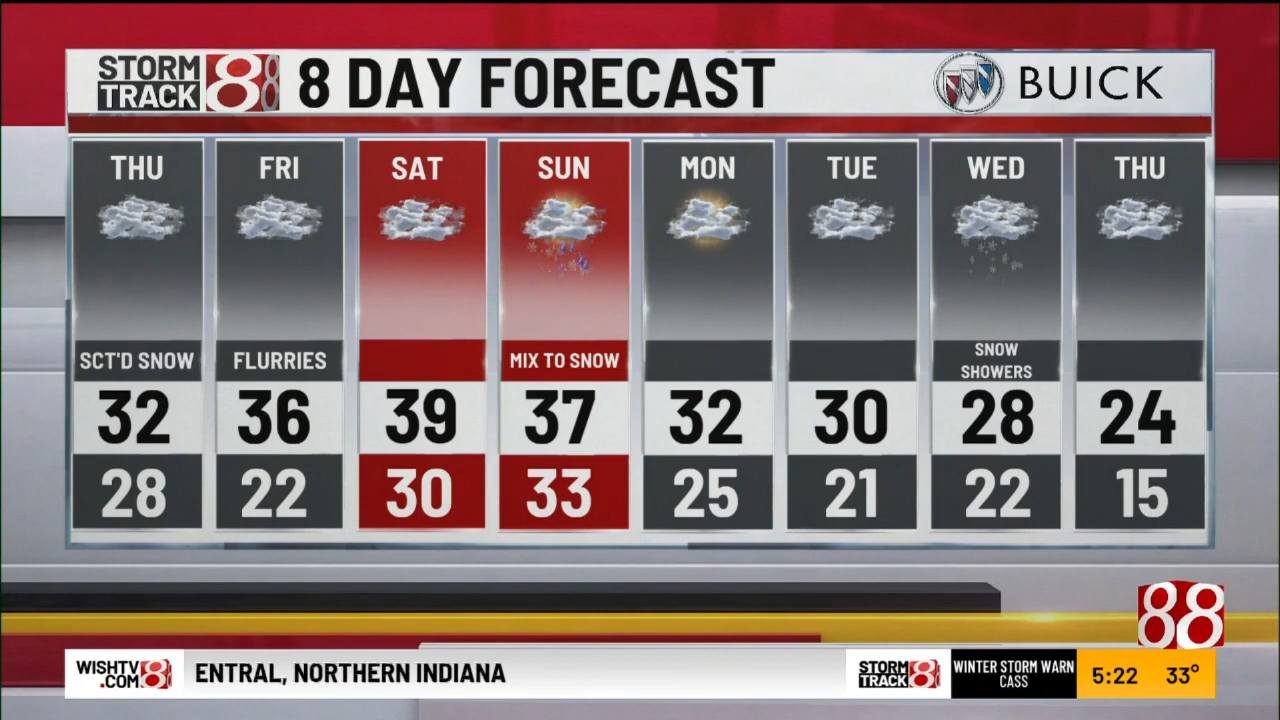 STORM TRACK 8 8 DAY FORECAST BUICK
THU FRI SAT SUN MON TUE WED THU
SCT'D SNOW FLURRIES MIX TO SNOW SNOW SHOWERS
32 36 39 37 32 30 28 24
28 22 30 33 25 21 22 15
88
WISHTV.COM 8 ENTRAL, NORTHERN INDIANA STORM TRACK 8 WINTER STORM WARN CASS 5:22 33°